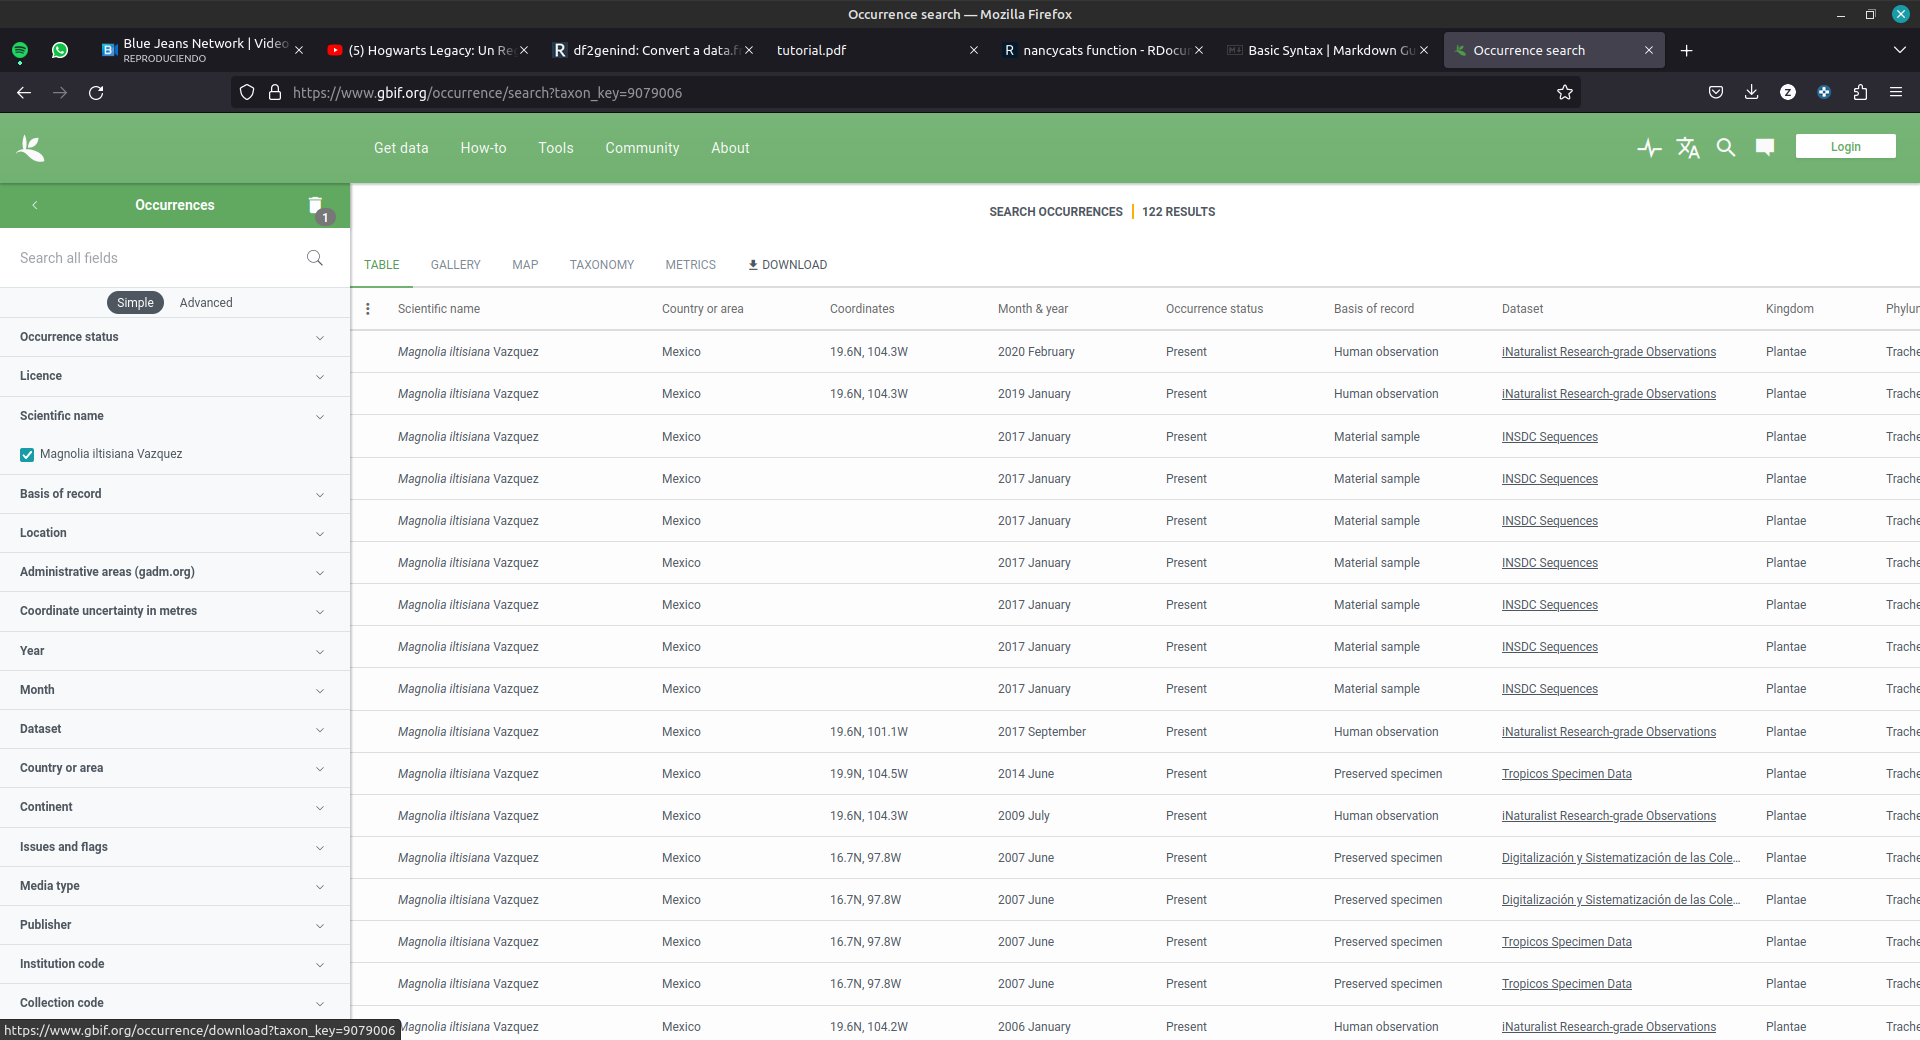 Occurrence search — Mozilla Firefox
Blue Jeans Network | Video
REPRODUCIENDO
(5) Hogwarts Legacy: Un Re
df2genind: Convert a data.f
tutorial.pdf
nancycats function - RDocu
Basic Syntax | Markdown Gu
Occurrence search
https://www.gbif.org/occurrence/search?taxon_key=9079006
Get data How-to Tools Community About
Login
Occurrences
1
Search all fields
Simple Advanced
Occurrence status
Licence
Scientific name
Magnolia iltisiana Vazquez
Basis of record
Location
Administrative areas (gadm.org)
Coordinate uncertainty in metres
Year
Month
Dataset
Country or area
Continent
Issues and flags
Media type
Publisher
Institution code
Collection code
https://www.gbif.org/occurrence/download?taxon_key=9079006
SEARCH OCCURRENCES | 122 RESULTS
TABLE GALLERY MAP TAXONOMY METRICS DOWNLOAD
Scientific name Country or area Coordinates Month & year Occurrence status Basis of record Dataset Kingdom Phylu
Magnolia iltisiana Vazquez Mexico 19.6N, 104.3W 2020 February Present Human observation iNaturalist Research-grade Observations Plantae Trache
Magnolia iltisiana Vazquez Mexico 19.6N, 104.3W 2019 January Present Human observation iNaturalist Research-grade Observations Plantae Trache
Magnolia iltisiana Vazquez Mexico 2017 January Present Material sample INSDC Sequences Plantae Trache
Magnolia iltisiana Vazquez Mexico 2017 January Present Material sample INSDC Sequences Plantae Trache
Magnolia iltisiana Vazquez Mexico 2017 January Present Material sample INSDC Sequences Plantae Trache
Magnolia iltisiana Vazquez Mexico 2017 January Present Material sample INSDC Sequences Plantae Trache
Magnolia iltisiana Vazquez Mexico 2017 January Present Material sample INSDC Sequences Plantae Trache
Magnolia iltisiana Vazquez Mexico 2017 January Present Material sample INSDC Sequences Plantae Trache
Magnolia iltisiana Vazquez Mexico 2017 January Present Material sample INSDC Sequences Plantae Trache
Magnolia iltisiana Vazquez Mexico 19.6N, 101.1W 2017 September Present Human observation iNaturalist Research-grade Observations Plantae Trache
Magnolia iltisiana Vazquez Mexico 19.9N, 104.5W 2014 June Present Preserved specimen Tropicos Specimen Data Plantae Trache
Magnolia iltisiana Vazquez Mexico 19.6N, 104.3W 2009 July Present Human observation iNaturalist Research-grade Observations Plantae Trache
Magnolia iltisiana Vazquez Mexico 16.7N, 97.8W 2007 June Present Preserved specimen Digitalización y Sistematización de las Cole... Plantae Trache
Magnolia iltisiana Vazquez Mexico 16.7N, 97.8W 2007 June Present Preserved specimen Digitalización y Sistematización de las Cole... Plantae Trache
Magnolia iltisiana Vazquez Mexico 16.7N, 97.8W 2007 June Present Preserved specimen Tropicos Specimen Data Plantae Trache
Magnolia iltisiana Vazquez Mexico 16.7N, 97.8W 2007 June Present Preserved specimen Tropicos Specimen Data Plantae Trache
Magnolia iltisiana Vazquez Mexico 19.6N, 104.2W 2006 January Present Human observation iNaturalist Research-grade Observations Plantae Trache